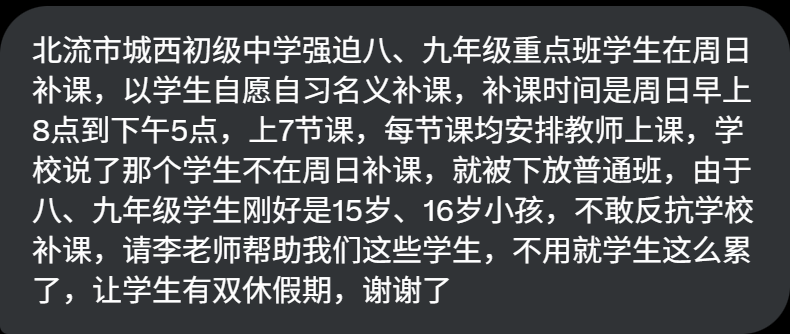 北流市城西初级中学强迫八、九年级重点班学生在周日
补课，以学生自愿自习名义补课，补课时间是周日早上
8点到下午5点，上7节课，每节课均安排教师上课，学
校说了那个学生不在周日补课，就被下放普通班，由于
八、九年级学生刚好是15岁、16岁小孩，不敢反抗学校
补课，请李老师帮助我们这些学生，不用就学生这么累
了，让学生有双休假期，谢谢了